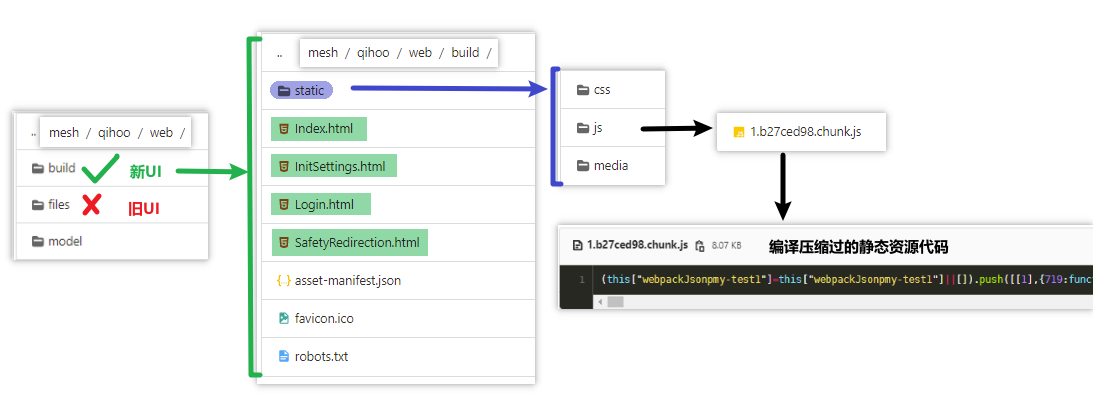 .. mesh / qihoo / web /
build 新UI
files 旧UI
model
.. mesh / qihoo / web / build /
static
Index.html
InitSettings.html
Login.html
SafetyRedirection.html
asset-manifest.json
favicon.ico
robots.txt
css
js
media
1.b27ced98.chunk.js
1.b27ced98.chunk.js 8.07 KB 编译压缩过的静态资源代码
1 (this["webpackJsonpmy-test1"]=this["webpackJsonpmy-test1"]||[]).push([[1],{719:func